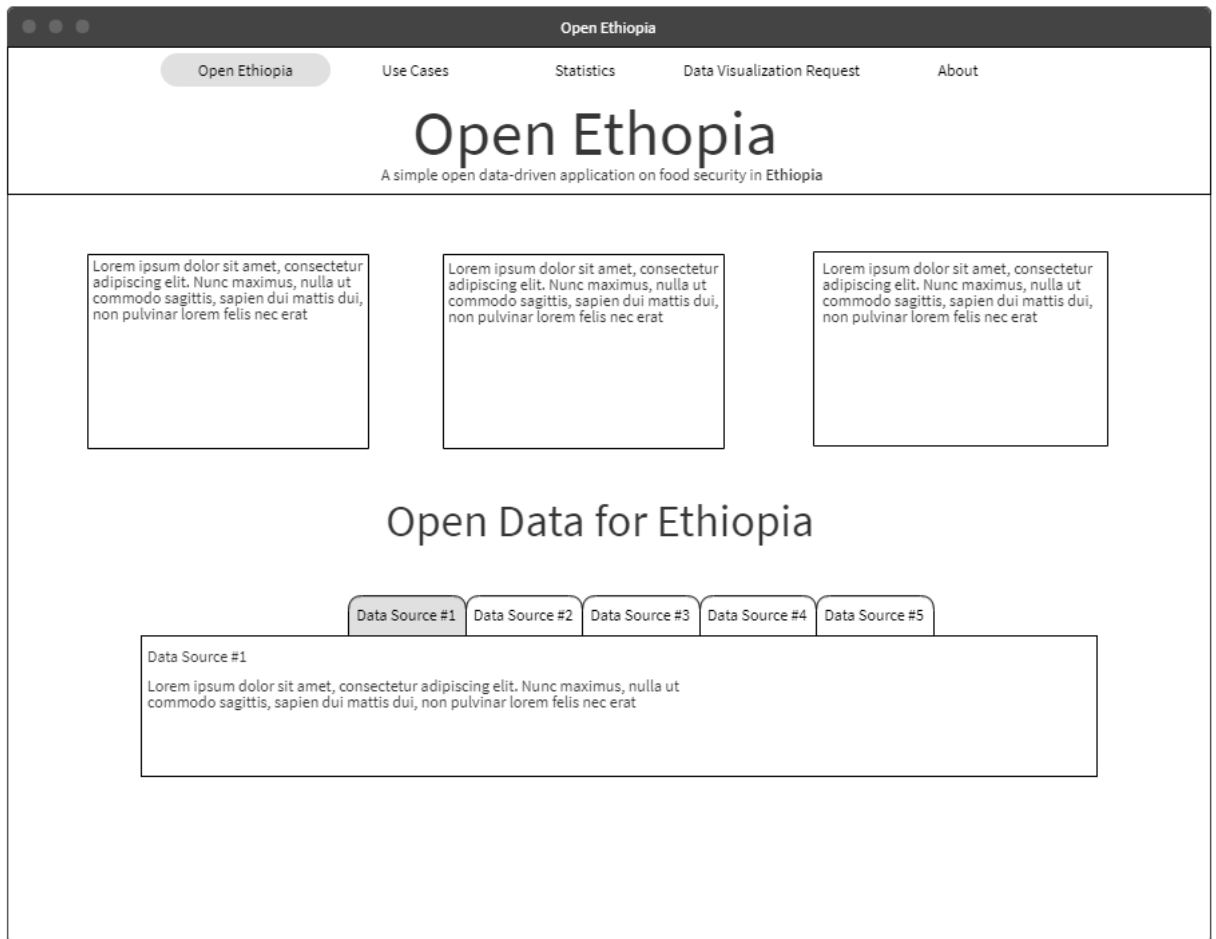 Open Ethiopia
Open Ethiopia
Use Cases
Statistics
Data Visualization Request
About
Open Ethopia
A simple open data-driven application on food security in Ethiopia
Lorem ipsum dolor sit amet, consectetur
adipiscing elit. Nunc maximus, nulla ut
commodo sagittis, sapien dui mattis dui,
non pulvinar lorem felis nec erat
Lorem ipsum dolor sit amet, consectetur
adipiscing elit. Nunc maximus, nulla ut
commodo sagittis, sapien dui mattis dui,
non pulvinar lorem felis nec erat
Lorem ipsum dolor sit amet, consectetur
adipiscing elit. Nunc maximus, nulla ut
commodo sagittis, sapien dui mattis dui,
non pulvinar lorem felis nec erat
Open Data for Ethiopia
Data Source #1
Data Source #2
Data Source #3
Data Source #4
Data Source #5
Data Source #1
Lorem ipsum dolor sit amet, consectetur adipiscing elit. Nunc maximus, nulla ut
commodo sagittis, sapien dui mattis dui, non pulvinar lorem felis nec erat